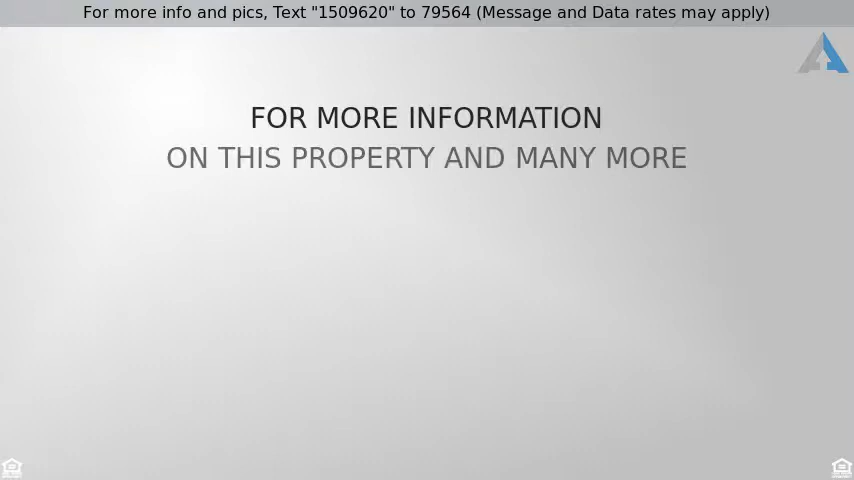 For more info and pics, Text "1509620" to 79564 (Message and Data rates may apply)
FOR MORE INFORMATION
ON THIS PROPERTY AND MANY MORE